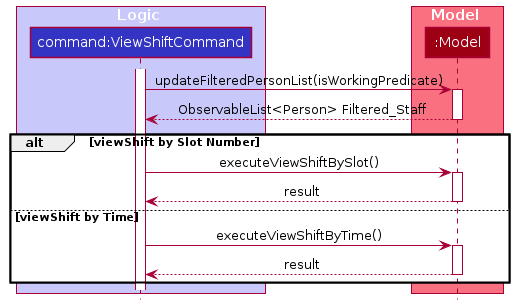 Logic
Model
command:ViewShiftCommand
:Model
updateFilteredPersonList(isWorkingPredicate)
ObservableList<Person> Filtered_Staff
alt
[viewShift by Slot Number]
executeViewShiftBySlot()
result
[viewShift by Time]
executeViewShiftByTime()
result